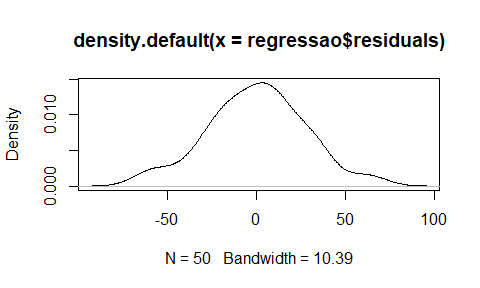 density.default(x = regressao$residuals)
Density
0.000
0.010
-50
0
50
100
N = 50   Bandwidth = 10.39